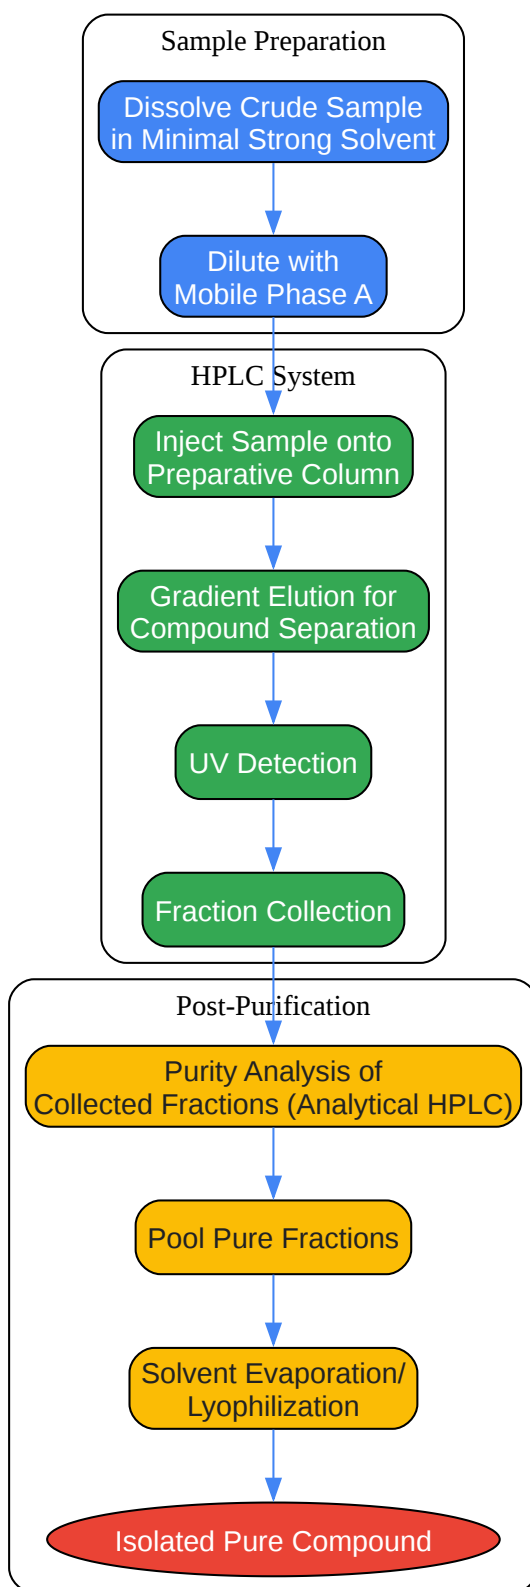 Sample Preparation
Dissolve Crude Sample
in Minimal Strong Solvent
Dilute with
Mobile Phase A
HPLC System
Inject Sample onto
Preparative Column
Gradient Elution for
Compound Separation
UV Detection
Fraction Collection
Post-Purification
Purity Analysis of
Collected Fractions (Analytical HPLC)
Pool Pure Fractions
Solvent Evaporation/
Lyophilization
Isolated Pure Compound